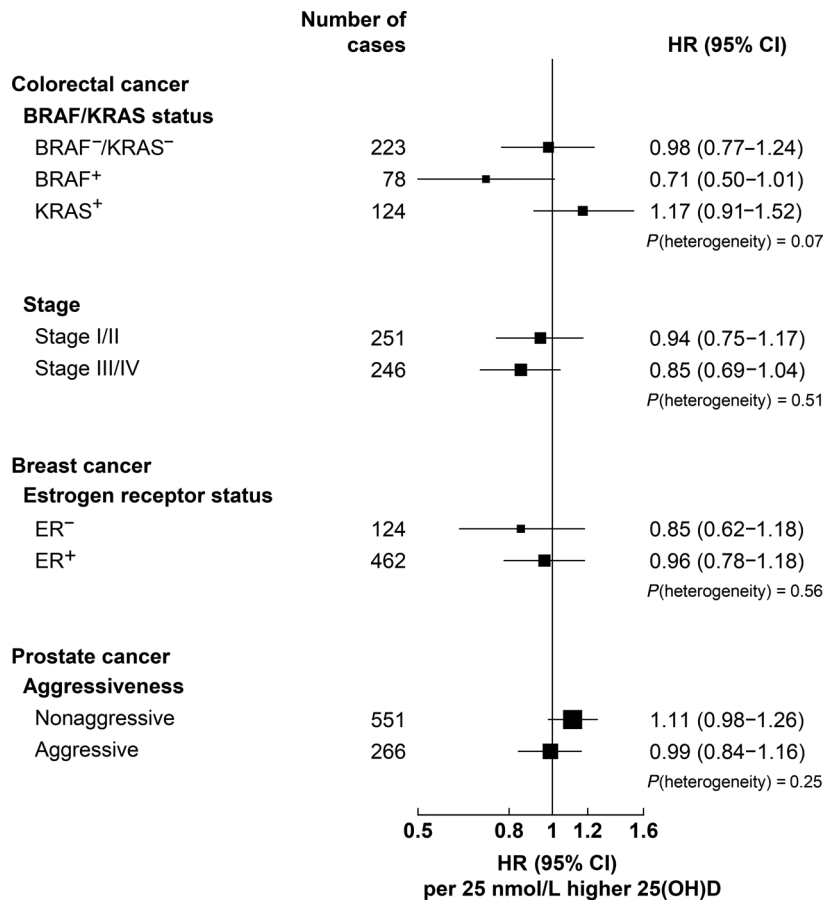 Number of cases HR (95% CI)
Colorectal cancer
BRAF/KRAS status
BRAF⁻/KRAS⁻ 223 0.98 (0.77–1.24)
BRAF⁺ 78 0.71 (0.50–1.01)
KRAS⁺ 124 1.17 (0.91–1.52)
P(heterogeneity) = 0.07
Stage
Stage I/II 251 0.94 (0.75–1.17)
Stage III/IV 246 0.85 (0.69–1.04)
P(heterogeneity) = 0.51
Breast cancer
Estrogen receptor status
ER⁻ 124 0.85 (0.62–1.18)
ER⁺ 462 0.96 (0.78–1.18)
P(heterogeneity) = 0.56
Prostate cancer
Aggressiveness
Nonaggressive 551 1.11 (0.98–1.26)
Aggressive 266 0.99 (0.84–1.16)
P(heterogeneity) = 0.25
0.5 0.8 1 1.2 1.6
HR (95% CI)
per 25 nmol/L higher 25(OH)D